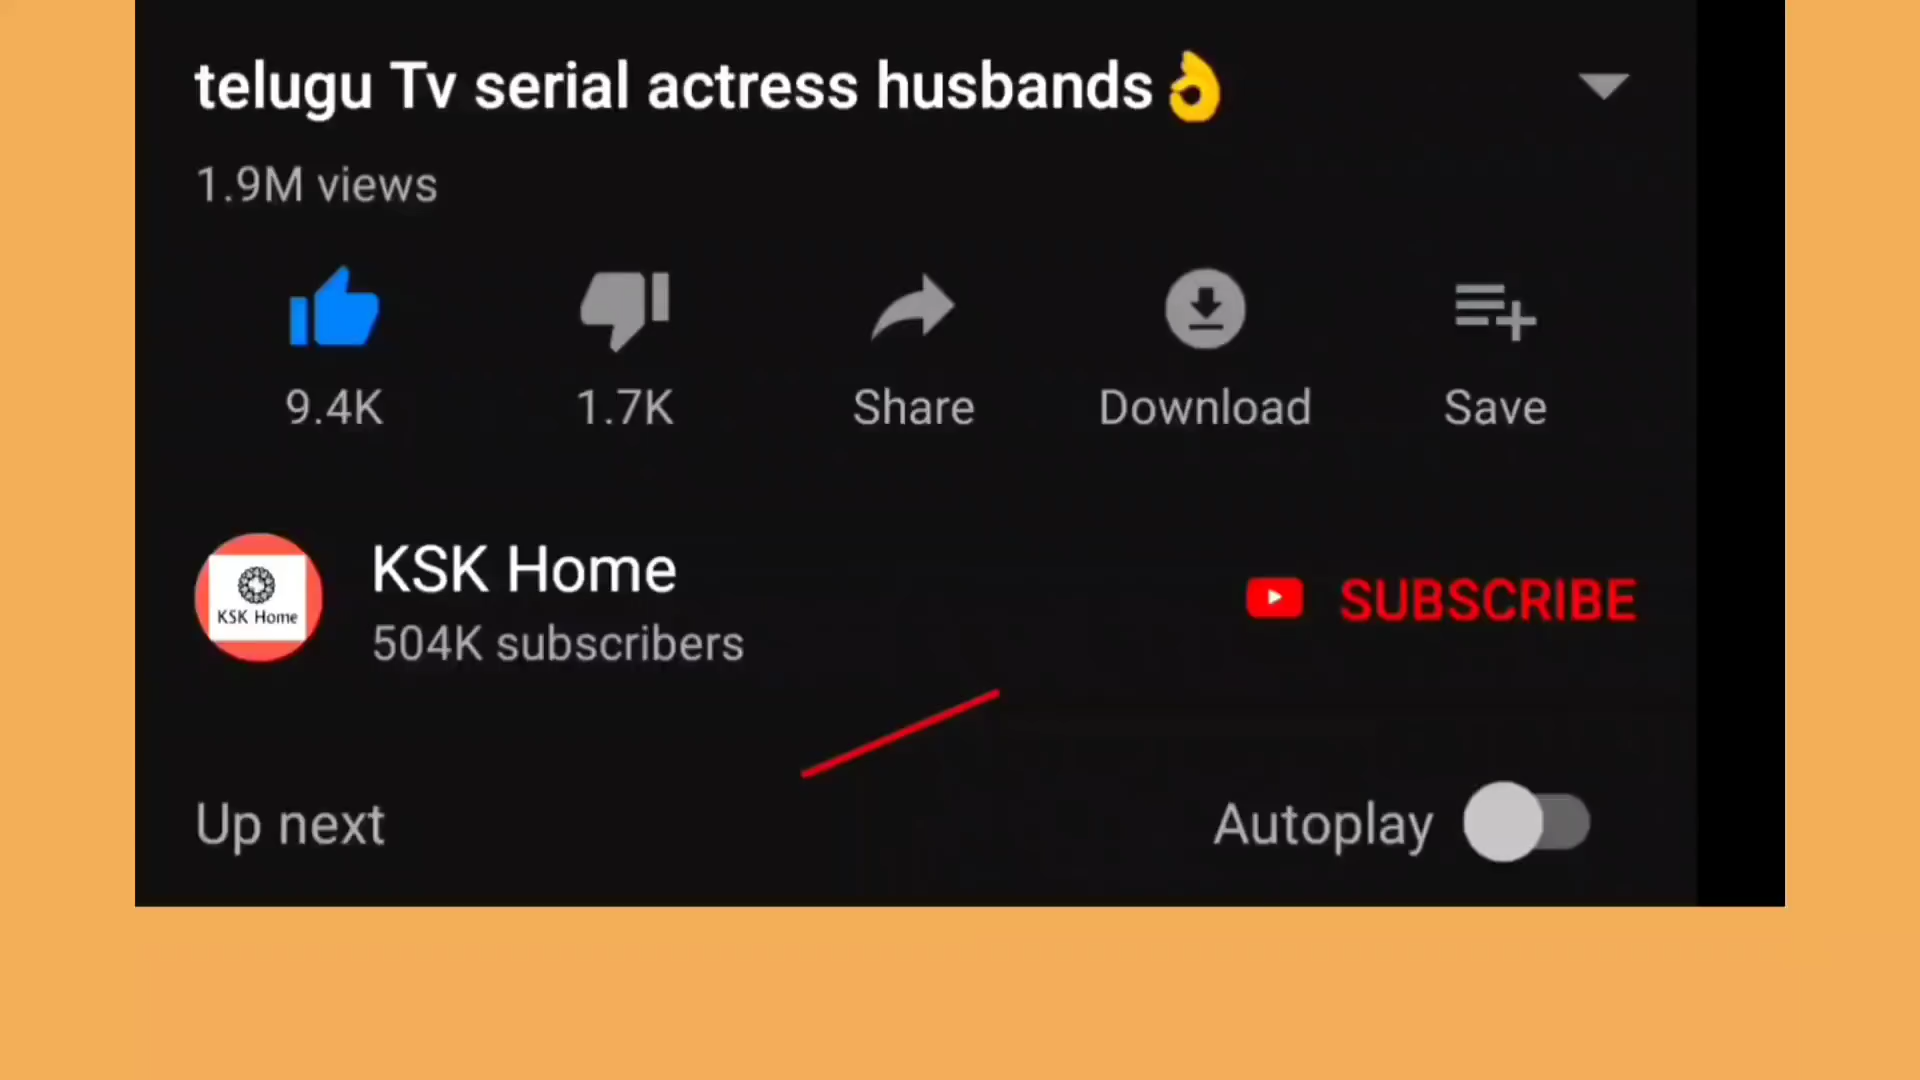 telugu Tv serial actress husbands👌
1.9M views
9.4K
1.7K
Share
Download
Save
KSK Home
KSK Home
504K subscribers
SUBSCRIBE
Up next
Autoplay